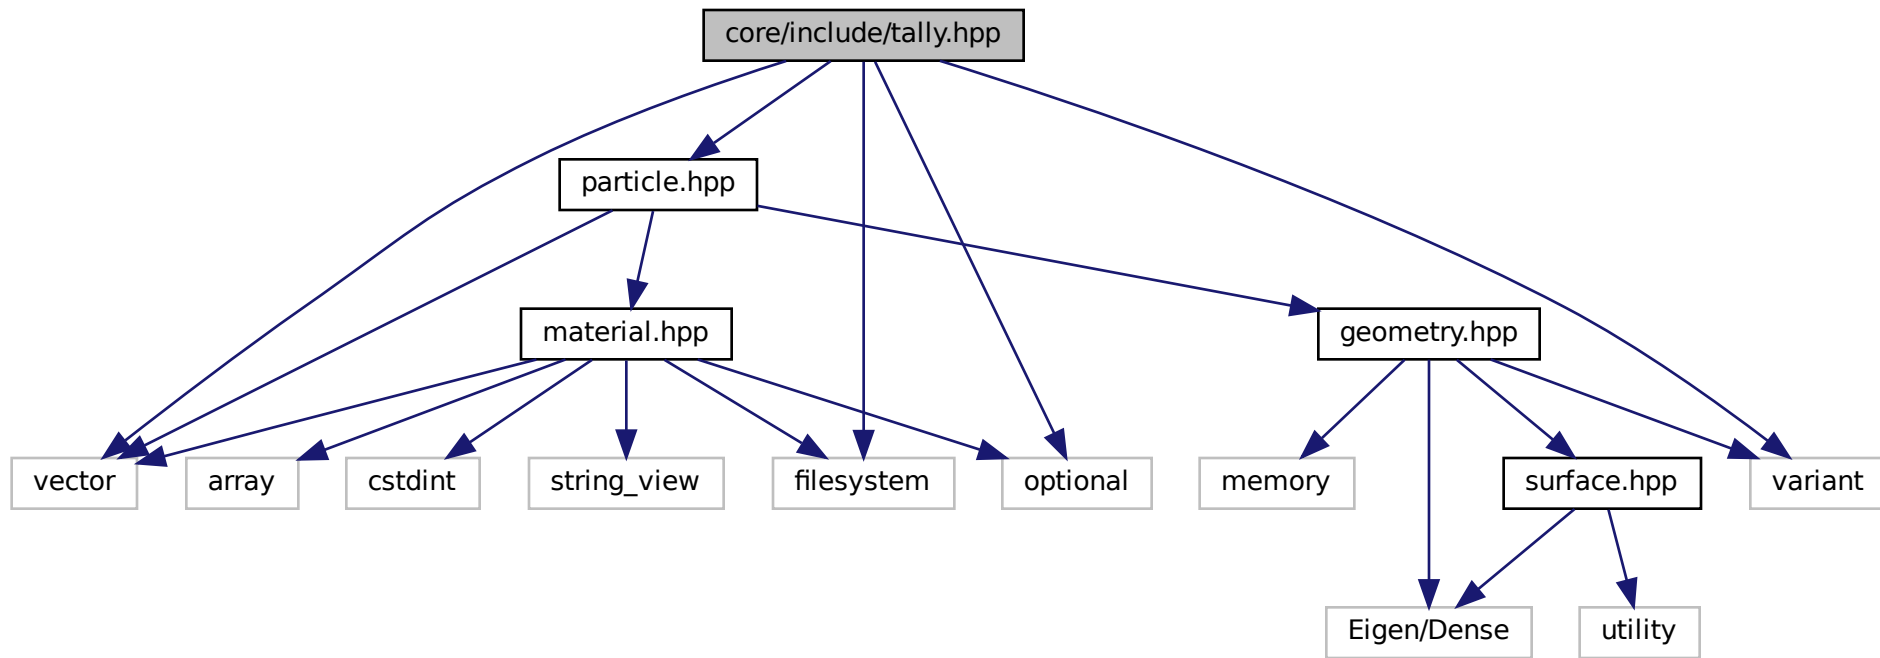 core/include/tally.hpp
particle.hpp
material.hpp
geometry.hpp
vector
array
cstdint
string_view
filesystem
optional
memory
surface.hpp
variant
Eigen/Dense
utility